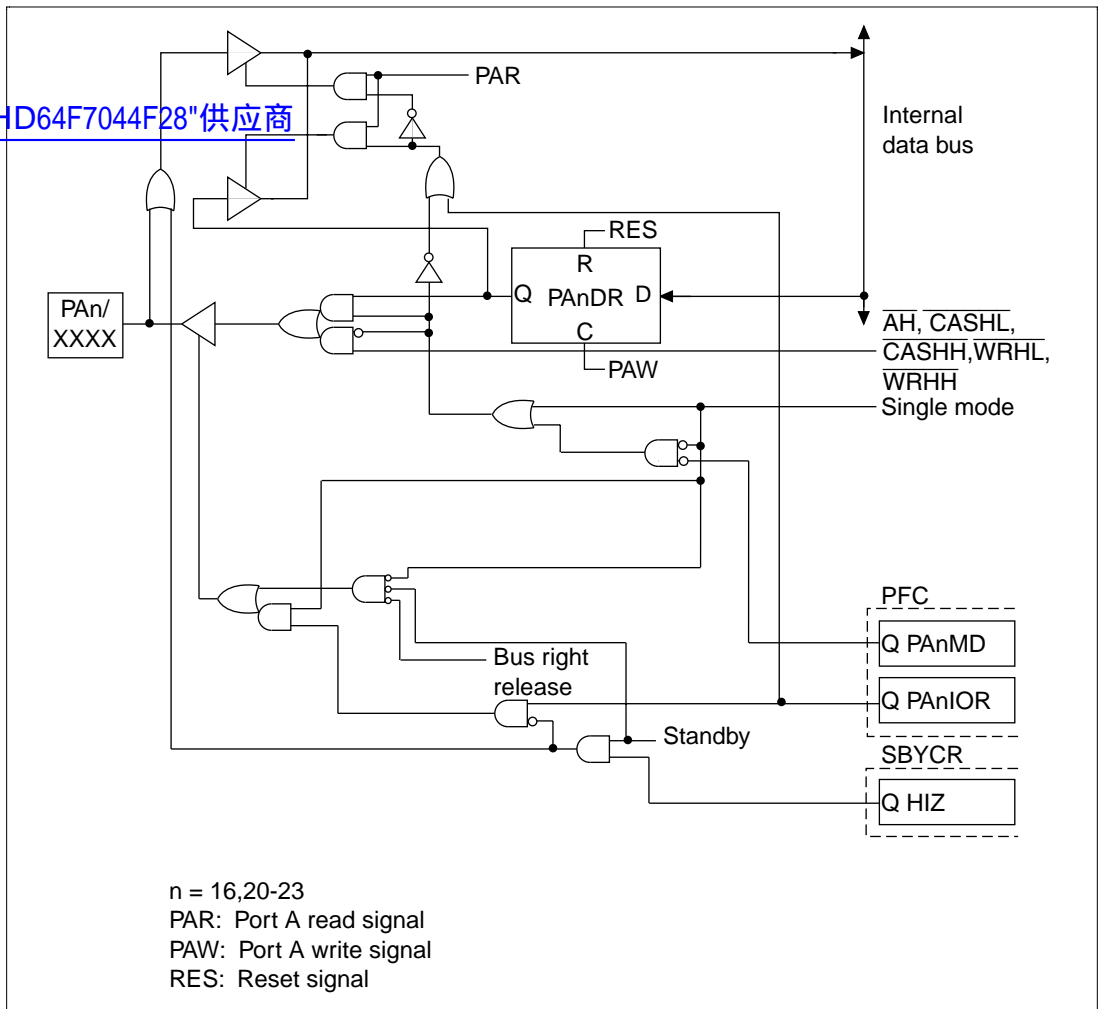 PAR
HD64F7044F28"供应商
Internal
data bus
RES
R
Q PAnDR D
C
PAW
PAn/
XXXX
AH, CASHL,
CASHH,WRHL,
WRHH
Single mode
PFC
Q PAnMD
Bus right
release
Q PAnIOR
Standby
SBYCR
Q HIZ
n = 16,20-23
PAR: Port A read signal
PAW: Port A write signal
RES: Reset signal